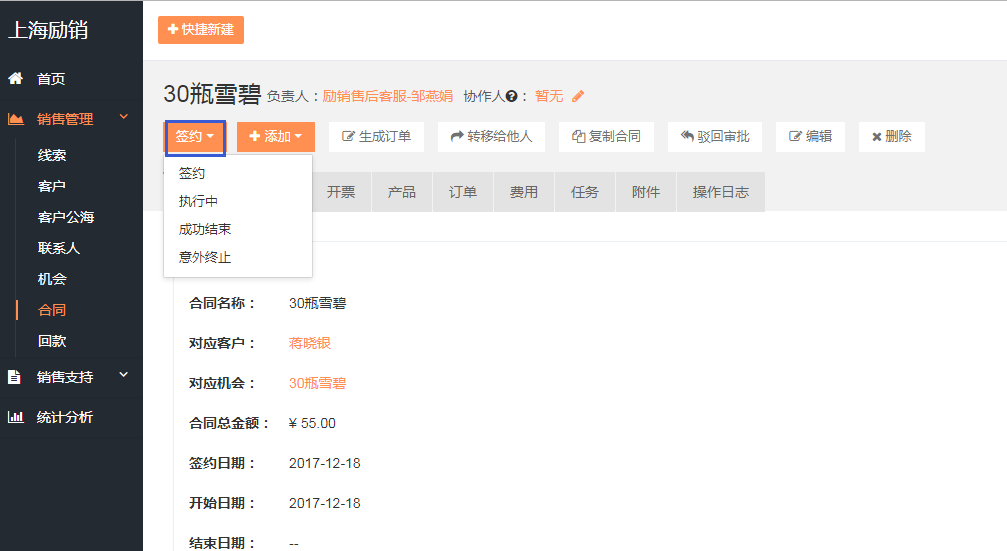 上海励销
快捷新建
首页
销售管理
线索
客户
客户公海
联系人
机会
合同
回款
销售支持
统计分析
30瓶雪碧 负责人：励销售后客服-邹燕娟 协作人：暂无
签约 添加 生成订单 转移给他人 复制合同 驳回审批 编辑 删除
签约
执行中
成功结束
意外终止
开票 产品 订单 费用 任务 附件 操作日志
合同名称： 30瓶雪碧
对应客户： 蒋晓银
对应机会： 30瓶雪碧
合同总金额： ¥ 55.00
签约日期： 2017-12-18
开始日期： 2017-12-18
结束日期： --